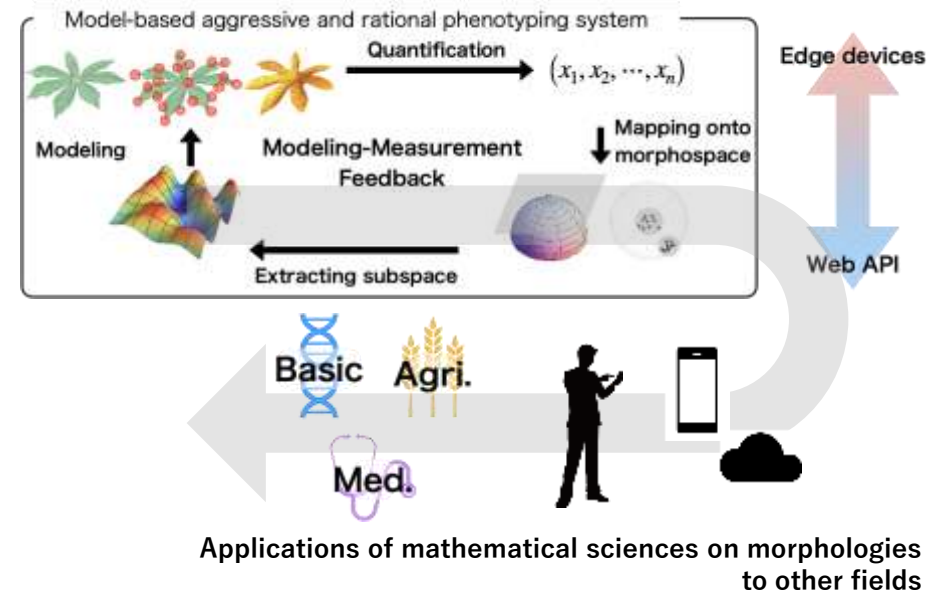 Model-based aggressive and rational phenotyping system
Quantification
(x₁, x₂, ⋯, xₙ)
Edge devices
Modeling
Modeling-Measurement
Feedback
Mapping onto
morphospace
Extracting subspace
Web API
Basic
Agri.
Med.
Applications of mathematical sciences on morphologies
to other fields